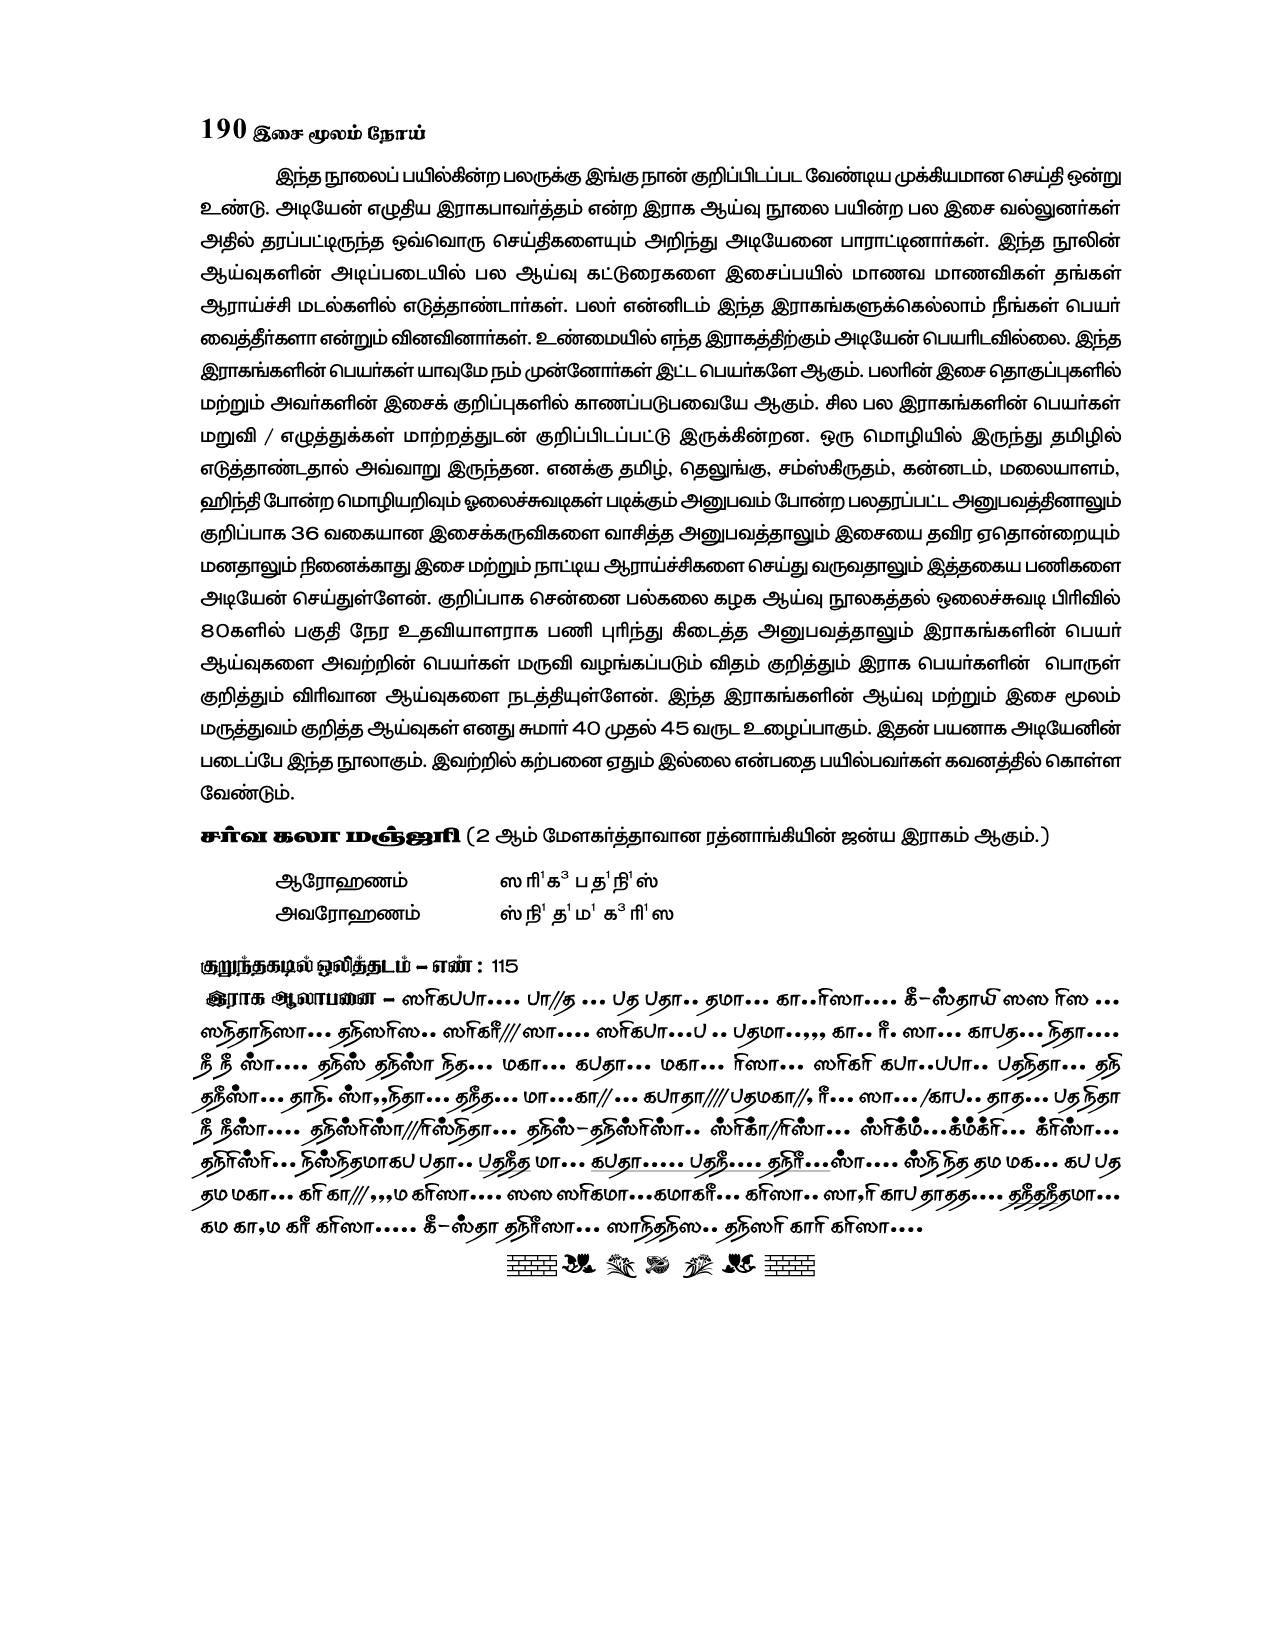 190 இசை மூலம் நோய்
இந்த நூலைப் பயில்கின்ற பலருக்கு இங்கு நான் குறிப்பிடப்பட வேண்டிய முக்கியமான செய்தி ஒன்று
உண்டு. அடியேன் எழுதிய இராகபாவர்த்தம் என்ற இராக ஆய்வு நூலை பயின்ற பல இசை வல்லுனர்கள்
அதில் தரப்பட்டிருந்த ஒவ்வொரு செய்திகளையும் அறிந்து அடியேனை பாராட்டினார்கள். இந்த நூலின்
ஆய்வுகளின் அடிப்படையில் பல ஆய்வு கட்டுரைகளை இசைப்பயில் மாணவ மாணவிகள் தங்கள்
ஆராய்ச்சி மடல்களில் எடுத்தாண்டார்கள். பலர் என்னிடம் இந்த இராகங்களுக்கெல்லாம் நீங்கள் பெயர்
வைத்தீர்களா என்றும் வினவினார்கள். உண்மையில் எந்த இராகத்திற்கும் அடியேன் பெயரிடவில்லை. இந்த
இராகங்களின் பெயர்கள் யாவுமே நம் முன்னோர்கள் இட்ட பெயர்களே ஆகும். பலரின் இசை தொகுப்புகளில்
மற்றும் அவர்களின் இசைக் குறிப்புகளில் காணப்படுபவையே ஆகும். சில பல இராகங்களின் பெயர்கள்
மறுவி / எழுத்துக்கள் மாற்றத்துடன் குறிப்பிடப்பட்டு இருக்கின்றன. ஒரு மொழியில் இருந்து தமிழில்
எடுத்தாண்டதால் அவ்வாறு இருந்தன. எனக்கு தமிழ், தெலுங்கு, சம்ஸ்கிருதம், கன்னடம், மலையாளம்,
ஹிந்தி போன்ற மொழியறிவும் ஓலைச்சுவடிகள் படிக்கும் அனுபவம் போன்ற பலதரப்பட்ட அனுபவத்தினாலும்
குறிப்பாக 36 வகையான இசைக்கருவிகளை வாசித்த அனுபவத்தாலும் இசையை தவிர ஏதொன்றையும்
மனதாலும் நினைக்காது இசை மற்றும் நாட்டிய ஆராய்ச்சிகளை செய்து வருவதாலும் இத்தகைய பணிகளை
அடியேன் செய்துள்ளேன். குறிப்பாக சென்னை பல்கலை கழக ஆய்வு நூலகத்தல் ஒலைச்சுவடி பிரிவில்
80களில் பகுதி நேர உதவியாளராக பணி புரிந்து கிடைத்த அனுபவத்தாலும் இராகங்களின் பெயர்
ஆய்வுகளை அவற்றின் பெயர்கள் மருவி வழங்கப்படும் விதம் குறித்தும் இராக பெயர்களின் பொருள்
குறித்தும் விரிவான ஆய்வுகளை நடத்தியுள்ளேன். இந்த இராகங்களின் ஆய்வு மற்றும் இசை மூலம்
மருத்துவம் குறித்த ஆய்வுகள் எனது சுமார் 40 முதல் 45 வருட உழைப்பாகும். இதன் பயனாக அடியேனின்
படைப்பே இந்த நூலாகும். இவற்றில் கற்பனை ஏதும் இல்லை என்பதை பயில்பவர்கள் கவனத்தில் கொள்ள
வேண்டும்.
சர்வ கலா மஞ்ஜரி (2 ஆம் மேளகர்த்தாவான ரத்னாங்கியின் ஜன்ய இராகம் ஆகும்.)
ஆரோஹணம் ஸ ரி¹க³ ப த¹நி¹ஸ்
அவரோஹணம் ஸ் நி¹ த¹ ம¹ க³ ரி¹ஸ
குறுந்தகடில் ஒலித்தடம் – எண் : 115
இராக ஆலாபனை – ஸரிகபபா.... பா//த ... பத பதா.. தமா... கா..ரிஸா.... கீ-ஸ்தாயி ஸஸ ரிஸ ...
ஸநிதாநிஸா... தநிஸரிஸ.. ஸரிகரீ/// ஸா.... ஸரிகபா...ப .. பதமா..,,, கா.. ரீ. ஸா... காபத... நிதா....
நீ நீ ஸா.... தநிஸ் தநிஸா நித... மகா... கபதா... மகா... ரிஸா... ஸரிகரி கபா..பபா.. பதநிதா... தநி
தநீஸா... தாநி. ஸா,,நிதா... தநீத... மா...கா// ... கபாதா//// பதமகா//, ரீ... ஸா... /காப.. தாத... பத நிதா
நீ நீஸா.... தநிஸ்ரிஸா///ரிஸ்நிதா... தநிஸ்-தநிஸ்ரிஸா.. ஸ்ரிகா//ரிஸா... ஸ்ரிக்ம்...க்ம்க்ரி... க்ரிஸா...
தநிரிஸ்ரி... நிஸ்நிதமாகப பதா.. பதநீத மா... கபதா..... பதநீ.... தநிரீ...ஸா.... ஸ்நி நித தம மக... கப பத
தம மகா... கரி கா/// ,,,ம கரிஸா.... ஸஸ ஸரிகமா...கமாகரீ... கரிஸா.. ஸா,ரி காப தாதத.... தநீதநீதமா...
கம கா,ம கரீ கரிஸா..... கீ-ஸ்தா தநிரீஸா... ஸாநிதநிஸ.. தநிஸரி காரி கரிஸா....